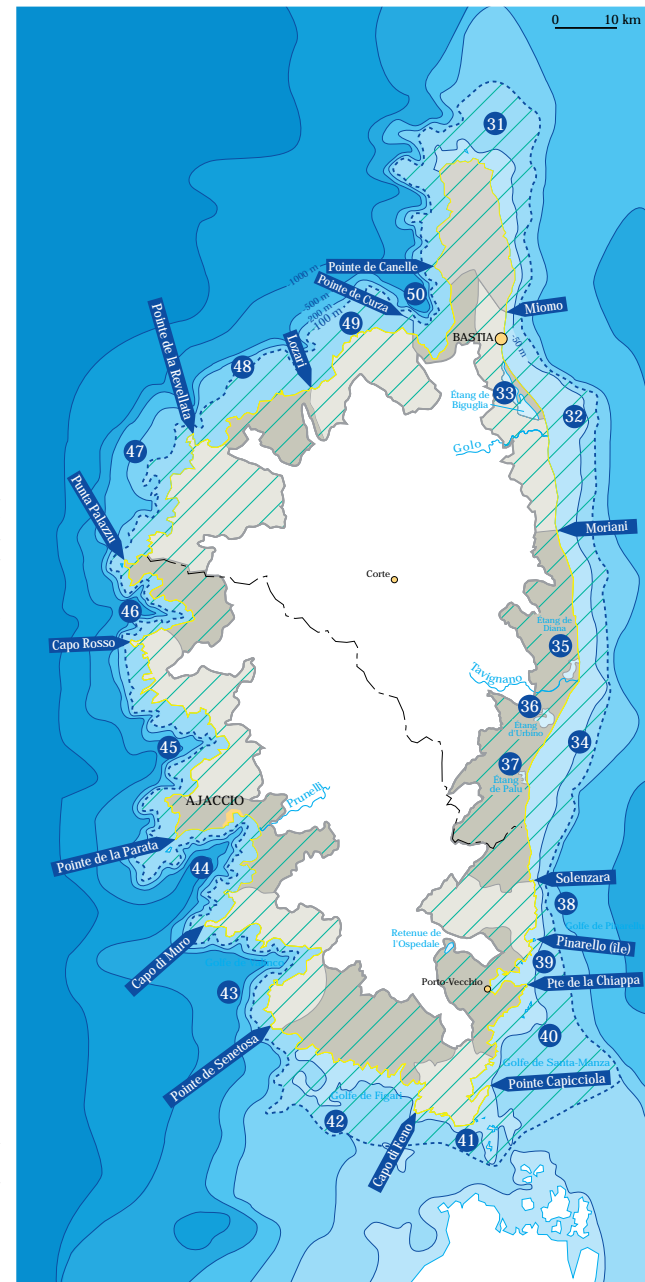 0 10 km
31
Pointe de Canelle
-1000 m
Pointe de Curza
50
-500 m
-200 m
-100 m
49
Miomo
BASTIA
-50 m
Pointe de la Revellata
Lozari
48
33
Étang de
Biguglia
32
Golo
47
Punta Palazzu
Moriani
Corte
46
Capo Rosso
Étang de
Diana
35
Tavignano
36
Étang
d'Urbino
45
34
37
Étang
de Palu
AJACCIO
Prunelli
Pointe de la Parata
44
Solenzara
38
Retenue de
l'Ospedale
Pinarello (île)
39
Capo di Muro
Porto-Vecchio
Pte de la Chiappa
43
Pointe de Senetosa
40
Golfe de Santa-Manza
Pointe Capicciola
Golfe de Figari
42
Capo di Feno
41